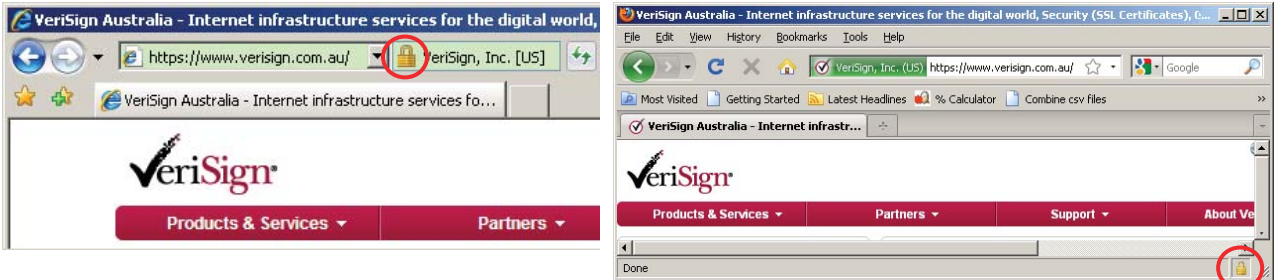 VeriSign Australia - Internet infrastructure services for the digital world,
https://www.verisign.com.au/ VeriSign, Inc. [US]
VeriSign Australia - Internet infrastructure services fo...
VeriSign
Products & Services Partners
VeriSign Australia - Internet infrastructure services for the digital world, Security (SSL Certificates), ...
File Edit View History Bookmarks Tools Help
VeriSign, Inc. (US) https://www.verisign.com.au/ Google
Most Visited Getting Started Latest Headlines % Calculator Combine csv files »
VeriSign Australia - Internet infrastr...
VeriSign
Products & Services Partners Support About Ve
Done